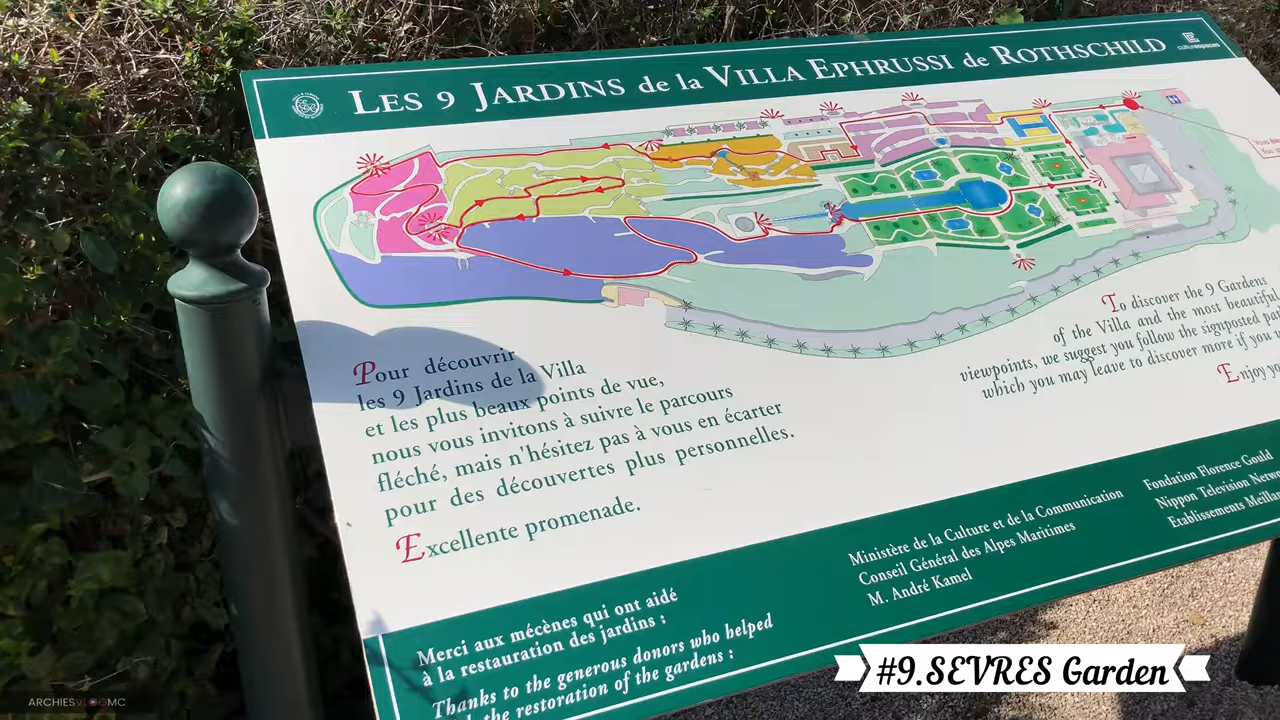 LES 9 JARDINS de la VILLA EPHRUSSI de ROTHSCHILD
culturespaces
Pour découvrir
les 9 Jardins de la Villa
et les plus beaux points de vue,
nous vous invitons à suivre le parcours
fléché, mais n'hésitez pas à vous en écarter
pour des découvertes plus personnelles.
Excellente promenade.
To discover the 9 Gardens
of the Villa and the most beautiful
viewpoints, we suggest you follow the signposted
which you may leave to discover more if you
Enjoy
Merci aux mécènes qui ont aidé
à la restauration des jardins :
Thanks to the generous donors who helped
the restoration of the gardens :
Ministère de la Culture et de la Communication
Conseil Général des Alpes Maritimes
M. André Kamel
Fondation Florence Gould
Nippon Television
Etablissements
#9.SEVRES Garden
ARCHIESVLOGMC